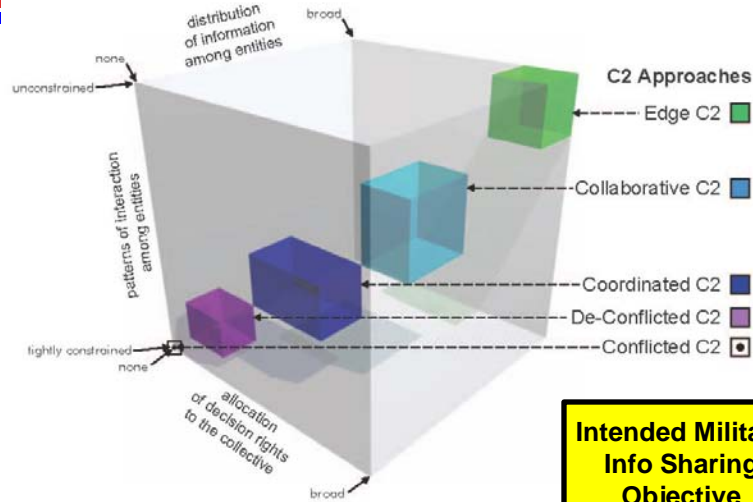 distribution
of information
among entities
broad
none
unconstrained
patterns of interaction
among entities
tightly constrained
none
allocation
of decision rights
to the collective
broad
C2 Approaches
Edge C2
Collaborative C2
Coordinated C2
De-Conflicted C2
Conflicted C2
Intended Milita
Info Sharing
Objective